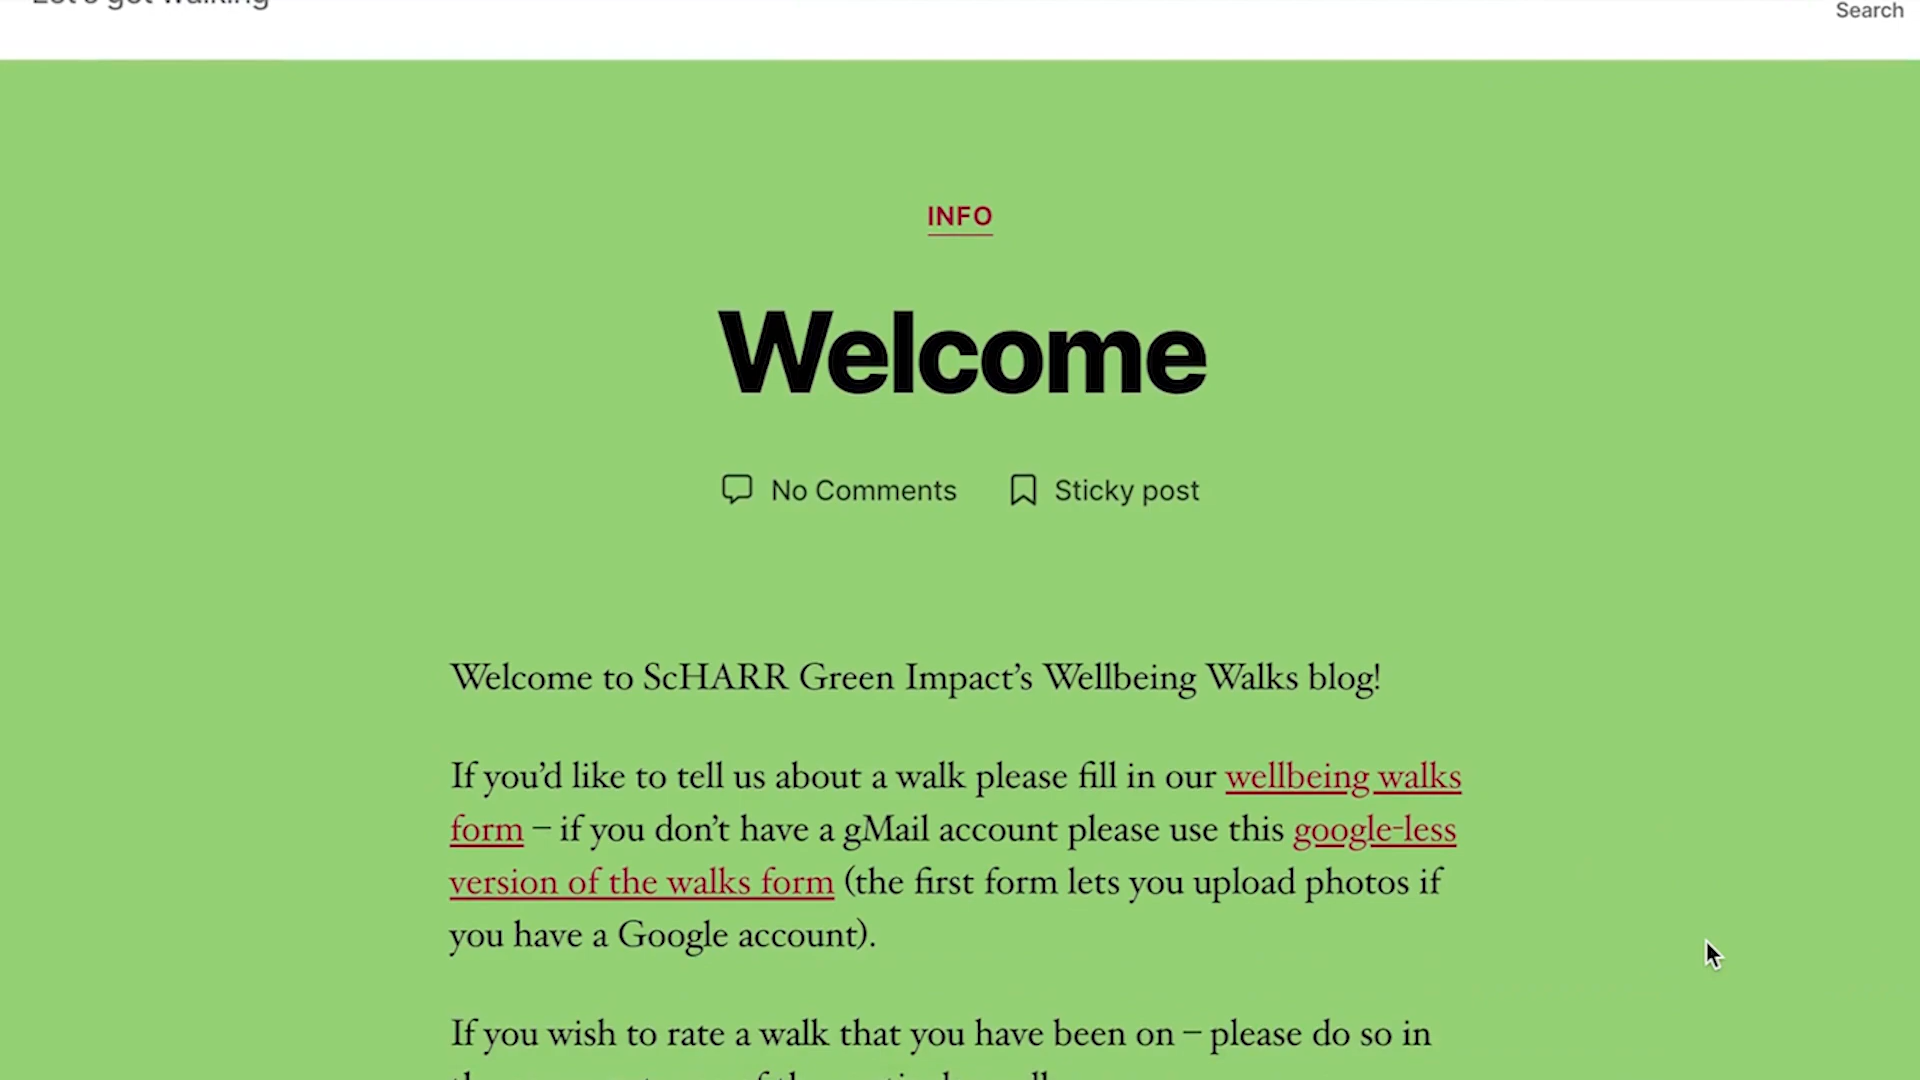 Let's get walking
Search
INFO
Welcome
No Comments
Sticky post
Welcome to ScHARR Green Impact’s Wellbeing Walks blog!
If you’d like to tell us about a walk please fill in our wellbeing walks
form – if you don’t have a gMail account please use this google-less
version of the walks form (the first form lets you upload photos if
you have a Google account).
If you wish to rate a walk that you have been on – please do so in